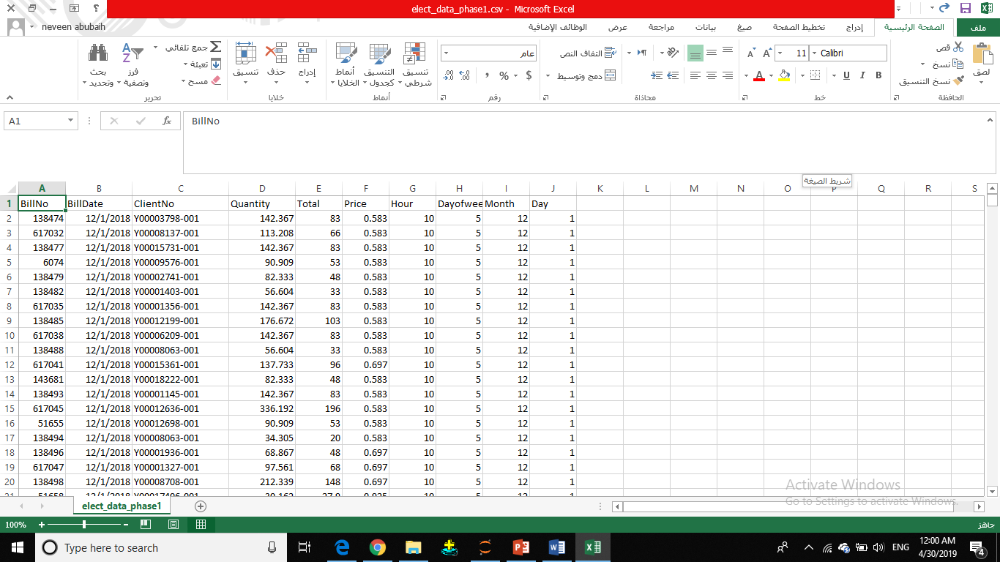 elect_data_phase1.csv - Microsoft Excel
neveen abubaih
ملف
الصفحة الرئيسية
إدراج
تخطيط الصفحة
صيغ
بيانات
مراجعة
عرض
الوظائف الإضافية
لصق
قص
نسخ
نسخ التنسيق
الحافظة
Calibri 11
B I U A
خط
التفاف النص
دمج وتوسيط
محاذاة
عام
$ % ,
رقم
تنسيق شرطي
التنسيق كجدول
أنماط الخلايا
أنماط
إدراج
حذف
تنسيق
خلايا
جمع تلقائي
تعبئة
مسح
فرز وتصفية
بحث وتحديد
تحرير
A1 fx BillNo
شريط الصيغة
A B C D E F G H I J K L M N O P Q R S
1 BillNo BillDate ClientNo Quantity Total Price Hour Dayofwee Month Day
2 138474 12/1/2018 Y00003798-001 142.367 83 0.583 10 5 12 1
3 617032 12/1/2018 Y00008137-001 113.208 66 0.583 10 5 12 1
4 138477 12/1/2018 Y00015731-001 142.367 83 0.583 10 5 12 1
5 6074 12/1/2018 Y00009576-001 90.909 53 0.583 10 5 12 1
6 138479 12/1/2018 Y00002741-001 82.333 48 0.583 10 5 12 1
7 138482 12/1/2018 Y00001403-001 56.604 33 0.583 10 5 12 1
8 617035 12/1/2018 Y00001356-001 142.367 83 0.583 10 5 12 1
9 138485 12/1/2018 Y00012199-001 176.672 103 0.583 10 5 12 1
10 617038 12/1/2018 Y00006209-001 142.367 83 0.583 10 5 12 1
11 138488 12/1/2018 Y00008063-001 56.604 33 0.583 10 5 12 1
12 617041 12/1/2018 Y00015361-001 137.733 96 0.697 10 5 12 1
13 143681 12/1/2018 Y00018222-001 82.333 48 0.583 10 5 12 1
14 138493 12/1/2018 Y00001145-001 142.367 83 0.583 10 5 12 1
15 617045 12/1/2018 Y00012636-001 336.192 196 0.583 10 5 12 1
16 51655 12/1/2018 Y00012698-001 90.909 53 0.583 10 5 12 1
17 138494 12/1/2018 Y00008063-001 34.305 20 0.583 10 5 12 1
18 138496 12/1/2018 Y00001936-001 68.867 48 0.697 10 5 12 1
19 617047 12/1/2018 Y00001327-001 97.561 68 0.697 10 5 12 1
20 138498 12/1/2018 Y00008708-001 212.339 148 0.697 10 5 12 1
Activate Windows
Go to Settings to activate Windows.
elect_data_phase1
100%
جاهز
Type here to search
ENG
12:00 AM
4/30/2019
4